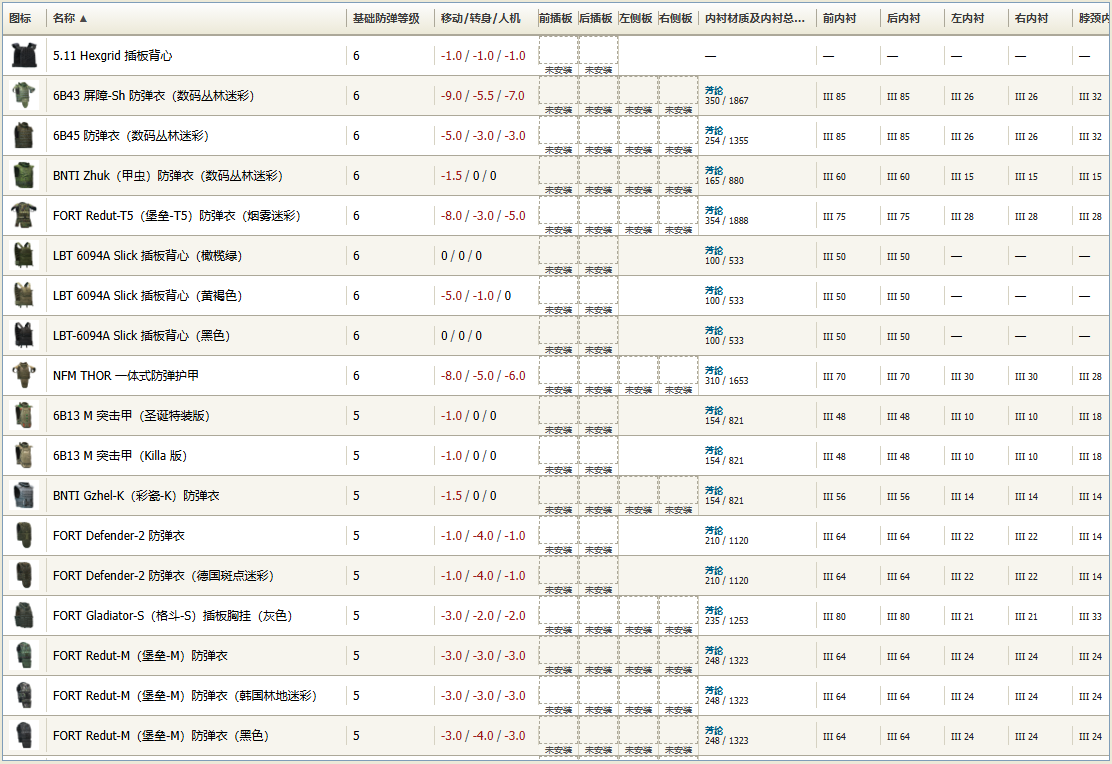 图标 名称 ▲ 基础防弹等级 移动/转身/人机 前插板 后插板 左侧板 右侧板 内衬材质及内衬总... 前内衬 后内衬 左内衬 右内衬 脖颈内
5.11 Hexgrid 插板背心 6 -1.0 / -1.0 / -1.0 未安装 未安装 — — — — — —
6B43 屏障-Sh 防弹衣（数码丛林迷彩） 6 -9.0 / -5.5 / -7.0 未安装 未安装 未安装 未安装 芳纶 350 / 1867 III 85 III 85 III 26 III 26 III 32
6B45 防弹衣（数码丛林迷彩） 6 -5.0 / -3.0 / -3.0 未安装 未安装 未安装 未安装 芳纶 254 / 1355 III 85 III 85 III 26 III 26 III 32
BNTI Zhuk（甲虫）防弹衣（数码丛林迷彩） 6 -1.5 / 0 / 0 未安装 未安装 未安装 未安装 芳纶 165 / 880 III 60 III 60 III 15 III 15 III 15
FORT Redut-T5（堡垒-T5）防弹衣（烟雾迷彩） 6 -8.0 / -3.0 / -5.0 未安装 未安装 未安装 未安装 芳纶 354 / 1888 III 75 III 75 III 28 III 28 III 28
LBT 6094A Slick 插板背心（橄榄绿） 6 0 / 0 / 0 未安装 未安装 芳纶 100 / 533 III 50 III 50 — — —
LBT 6094A Slick 插板背心（黄褐色） 6 -5.0 / -1.0 / 0 未安装 未安装 芳纶 100 / 533 III 50 III 50 — — —
LBT-6094A Slick 插板背心（黑色） 6 0 / 0 / 0 未安装 未安装 芳纶 100 / 533 III 50 III 50 — — —
NFM THOR 一体式防弹护甲 6 -8.0 / -5.0 / -6.0 未安装 未安装 未安装 未安装 芳纶 310 / 1653 III 70 III 70 III 30 III 30 III 28
6B13 M 突击甲（圣诞特装版） 5 -1.0 / 0 / 0 未安装 未安装 芳纶 154 / 821 III 48 III 48 III 10 III 10 III 18
6B13 M 突击甲（Killa 版） 5 -1.0 / 0 / 0 未安装 未安装 芳纶 154 / 821 III 48 III 48 III 10 III 10 III 18
BNTI Gzhel-K（彩瓷-K）防弹衣 5 -1.5 / 0 / 0 未安装 未安装 未安装 未安装 芳纶 154 / 821 III 56 III 56 III 14 III 14 III 14
FORT Defender-2 防弹衣 5 -1.0 / -4.0 / -1.0 未安装 未安装 芳纶 210 / 1120 III 64 III 64 III 22 III 22 III 14
FORT Defender-2 防弹衣（德国斑点迷彩） 5 -1.0 / -4.0 / -1.0 未安装 未安装 芳纶 210 / 1120 III 64 III 64 III 22 III 22 III 14
FORT Gladiator-S（格斗-S）插板胸挂（灰色） 5 -3.0 / -2.0 / -2.0 未安装 未安装 未安装 未安装 芳纶 235 / 1253 III 80 III 80 III 21 III 21 III 33
FORT Redut-M（堡垒-M）防弹衣 5 -3.0 / -3.0 / -3.0 未安装 未安装 未安装 未安装 芳纶 248 / 1323 III 64 III 64 III 24 III 24 III 24
FORT Redut-M（堡垒-M）防弹衣（韩国林地迷彩） 5 -3.0 / -3.0 / -3.0 未安装 未安装 未安装 未安装 芳纶 248 / 1323 III 64 III 64 III 24 III 24 III 24
FORT Redut-M（堡垒-M）防弹衣（黑色） 5 -3.0 / -4.0 / -3.0 未安装 未安装 未安装 未安装 芳纶 248 / 1323 III 64 III 64 III 24 III 24 III 24